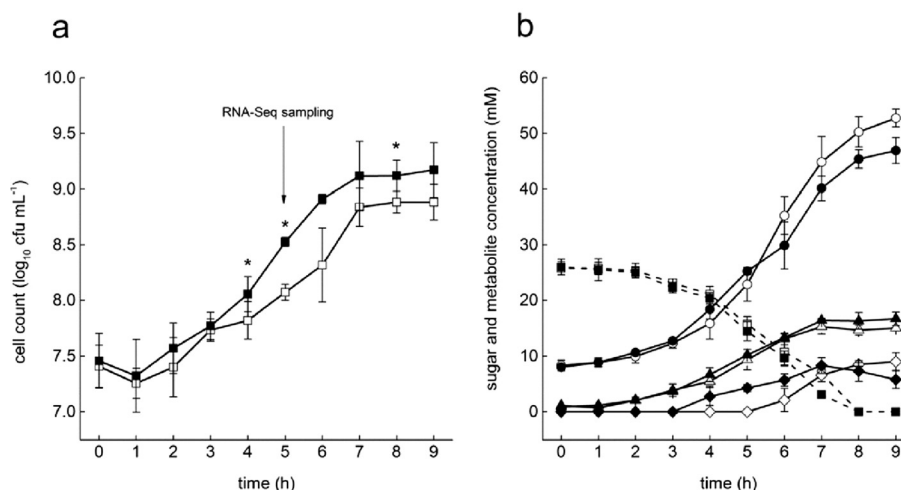 a
b
cell count (log10 cfu mL-1)
10.0
9.5
9.0
8.5
8.0
7.5
7.0
RNA-Seq sampling
*
*
*
0 1 2 3 4 5 6 7 8 9
time (h)
sugar and metabolite concentration (mM)
60
50
40
30
20
10
0
0 1 2 3 4 5 6 7 8 9
time (h)